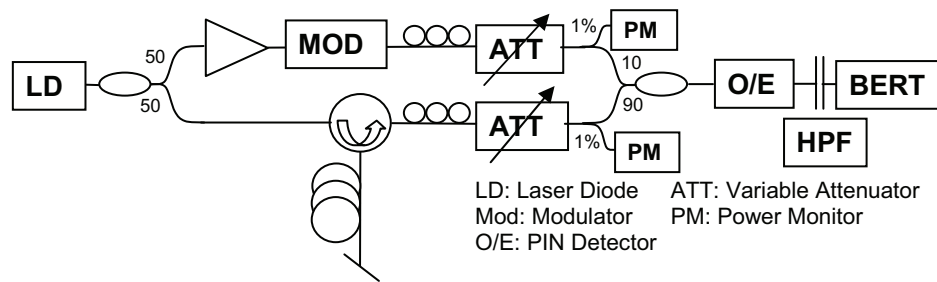 1%
PM
50
MOD
ATT
10
LD
O/E
BERT
50
90
ATT
1%
PM
HPF
LD: Laser Diode
ATT: Variable Attenuator
Mod: Modulator
PM: Power Monitor
O/E: PIN Detector